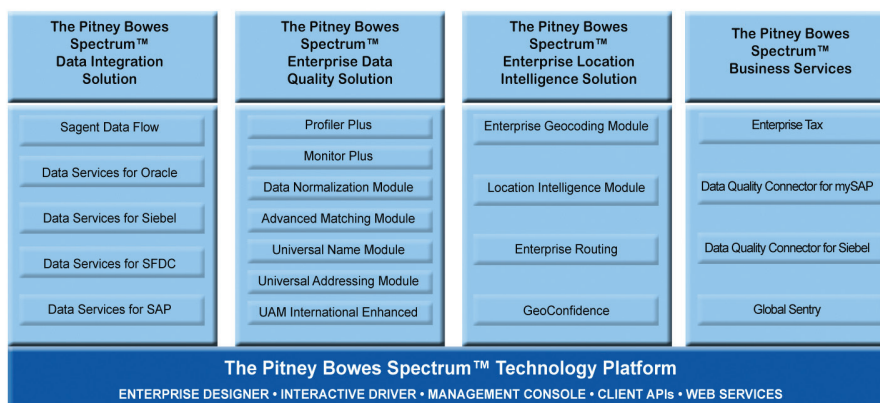 The Pitney Bowes
Spectrum™
Data Integration
Solution
Sagent Data Flow
Data Services for Oracle
Data Services for Siebel
Data Services for SFDC
Data Services for SAP
The Pitney Bowes
Spectrum™
Enterprise Data
Quality Solution
Profiler Plus
Monitor Plus
Data Normalization Module
Advanced Matching Module
Universal Name Module
Universal Addressing Module
UAM International Enhanced
The Pitney Bowes
Spectrum™
Enterprise Location
Intelligence Solution
Enterprise Geocoding Module
Location Intelligence Module
Enterprise Routing
GeoConfidence
The Pitney Bowes
Spectrum™
Business Services
Enterprise Tax
Data Quality Connector for mySAP
Data Quality Connector for Siebel
Global Sentry
The Pitney Bowes Spectrum™ Technology Platform
ENTERPRISE DESIGNER • INTERACTIVE DRIVER • MANAGEMENT CONSOLE • CLIENT APIs • WEB SERVICES